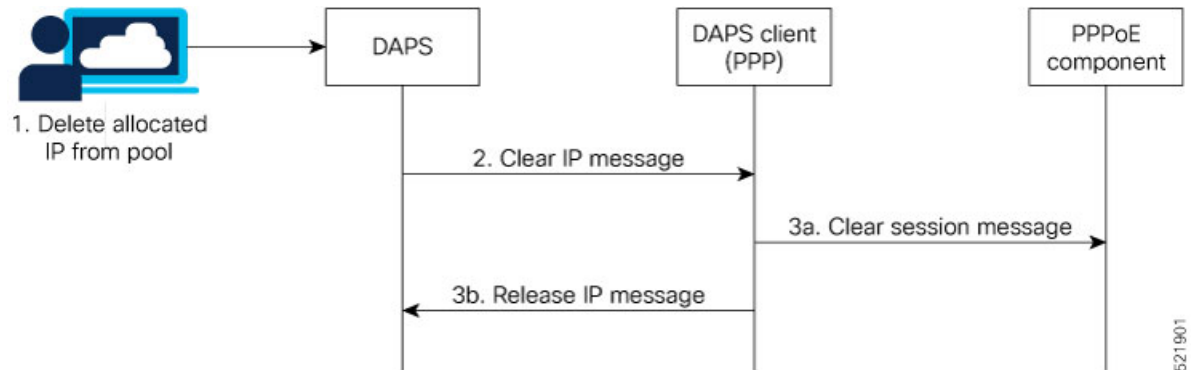 DAPS
DAPS client
(PPP)
PPPoE
component
1. Delete allocated
IP from pool
2. Clear IP message
3a. Clear session message
3b. Release IP message
521901